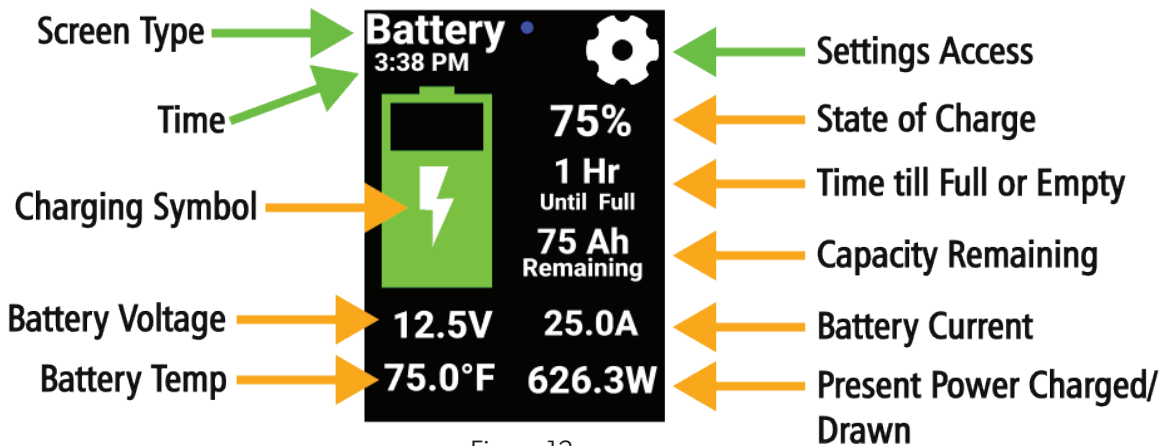 Screen Type
Time
Charging Symbol
Battery Voltage
Battery Temp
Battery
3:38 PM
75%
1 Hr
Until Full
75 Ah
Remaining
12.5V 25.0A
75.0°F 626.3W
Settings Access
State of Charge
Time till Full or Empty
Capacity Remaining
Battery Current
Present Power Charged/
Drawn